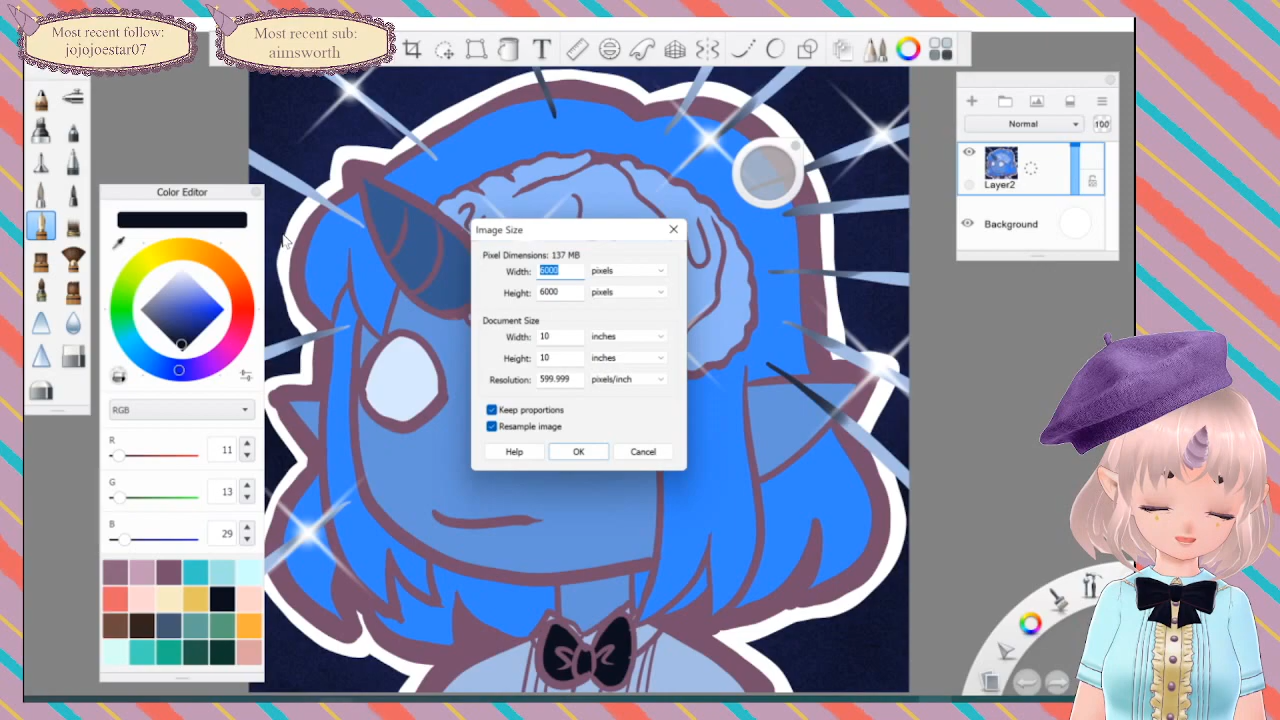 Most recent follow:
jojojoestar07
Most recent sub:
aimsworth
T
Color Editor
RGB
R
11
G
13
B
29
Image Size
Pixel Dimensions: 137 MB
Width: 6000 pixels
Height: 6000 pixels
Document Size
Width: 10 inches
Height: 10 inches
Resolution: 599.999 pixels/inch
Keep proportions
Resample image
Help OK Cancel
Normal
100
Layer2
Background